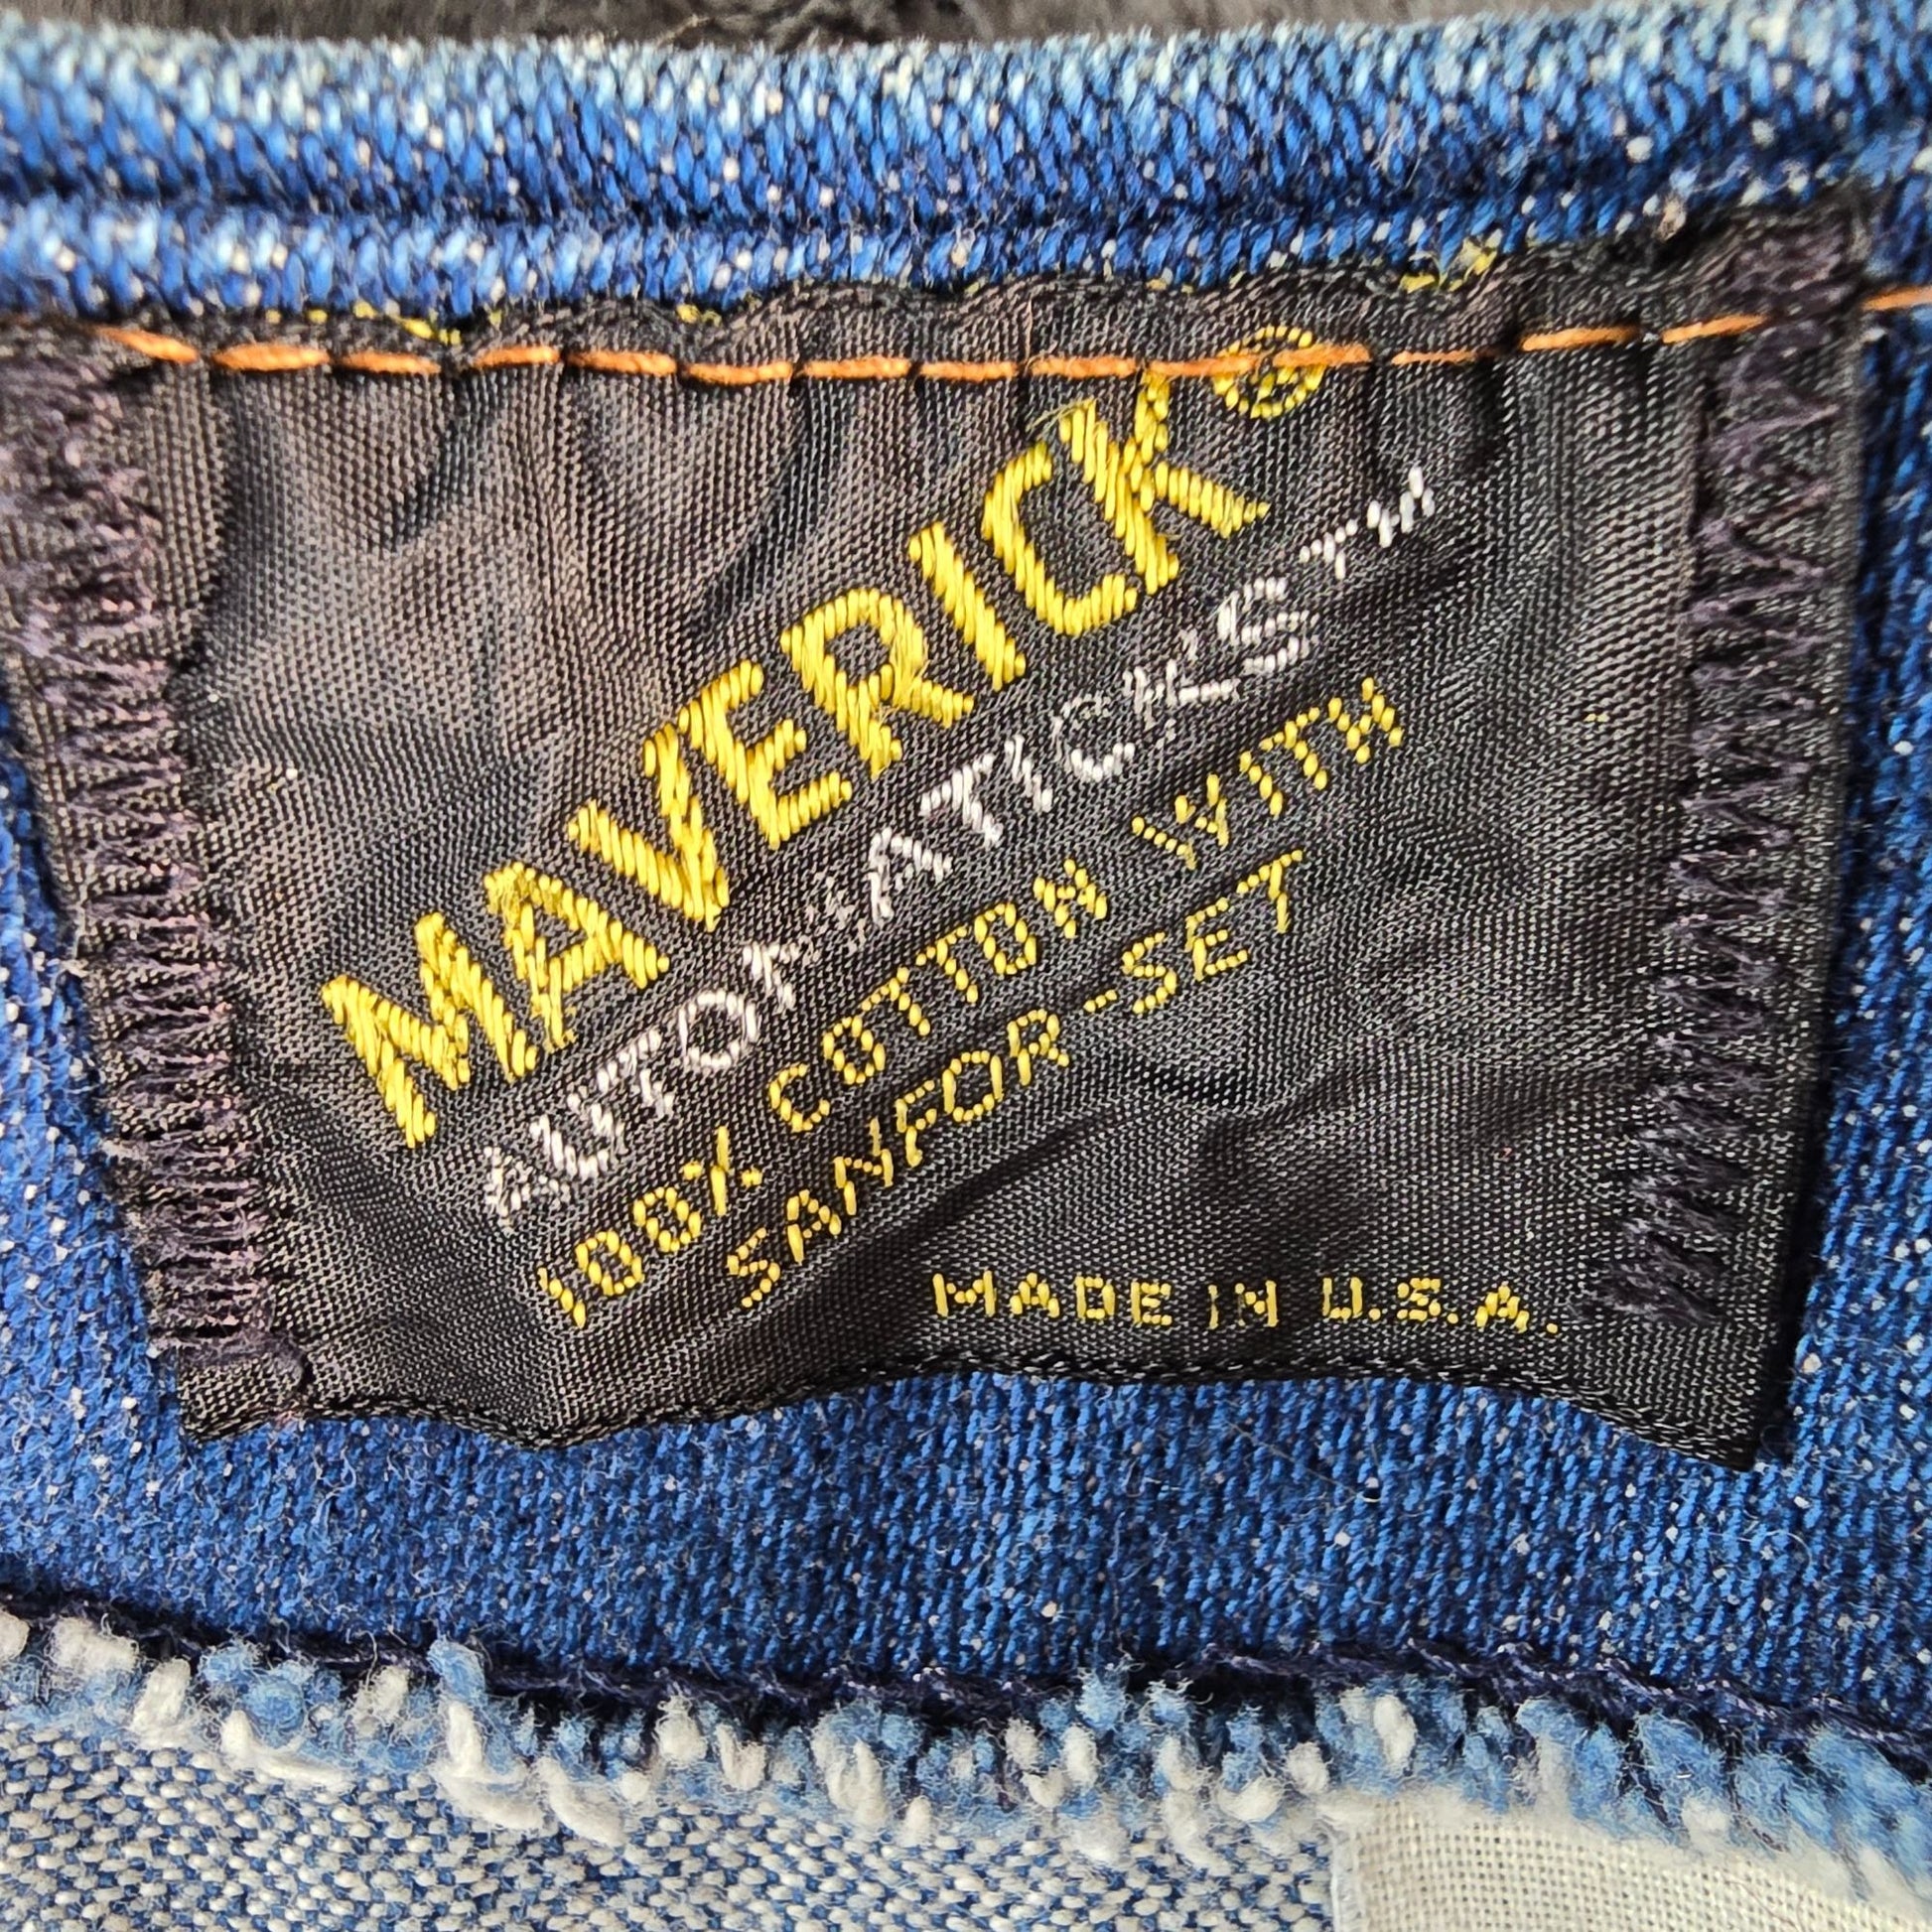 MAVERICK®
AUTOMATICKS™
100% COTTON WITH
SANFOR-SET
MADE IN U.S.A.